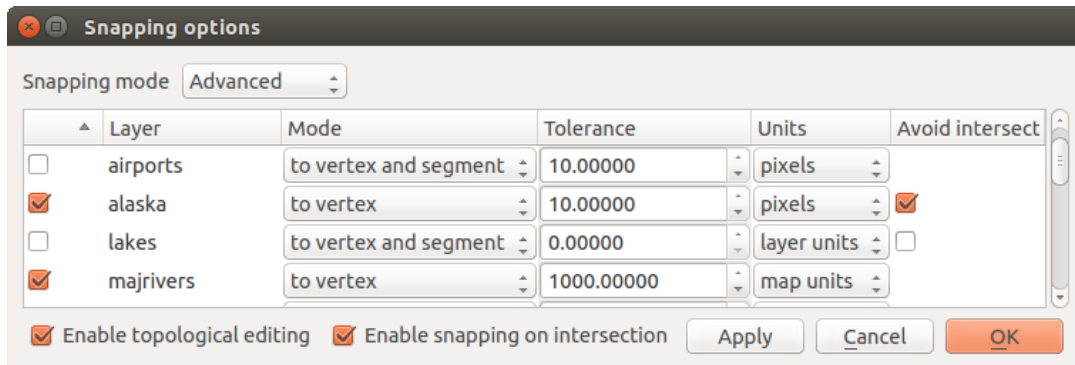 Snapping options
Snapping mode Advanced
Layer Mode Tolerance Units Avoid intersect
airports to vertex and segment 10.00000 pixels
alaska to vertex 10.00000 pixels
lakes to vertex and segment 0.00000 layer units
majrivers to vertex 1000.00000 map units
Enable topological editing Enable snapping on intersection Apply Cancel OK